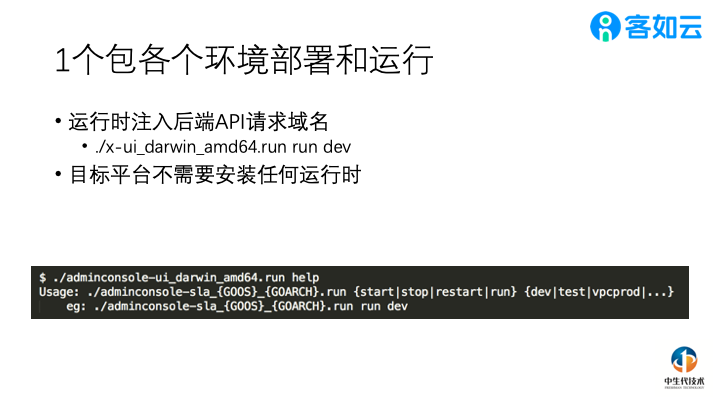 客如云
1个包各个环境部署和运行
• 运行时注入后端API请求域名
• ./x-ui_darwin_amd64.run run dev
• 目标平台不需要安装任何运行时
$ ./adminconsole-ui_darwin_amd64.run help
Usage: ./adminconsole-sla_{GOOS}_{GOARCH}.run {start|stop|restart|run} {dev|test|vpcprod|...}
eg: ./adminconsole-sla_{GOOS}_{GOARCH}.run run dev
中生代技术